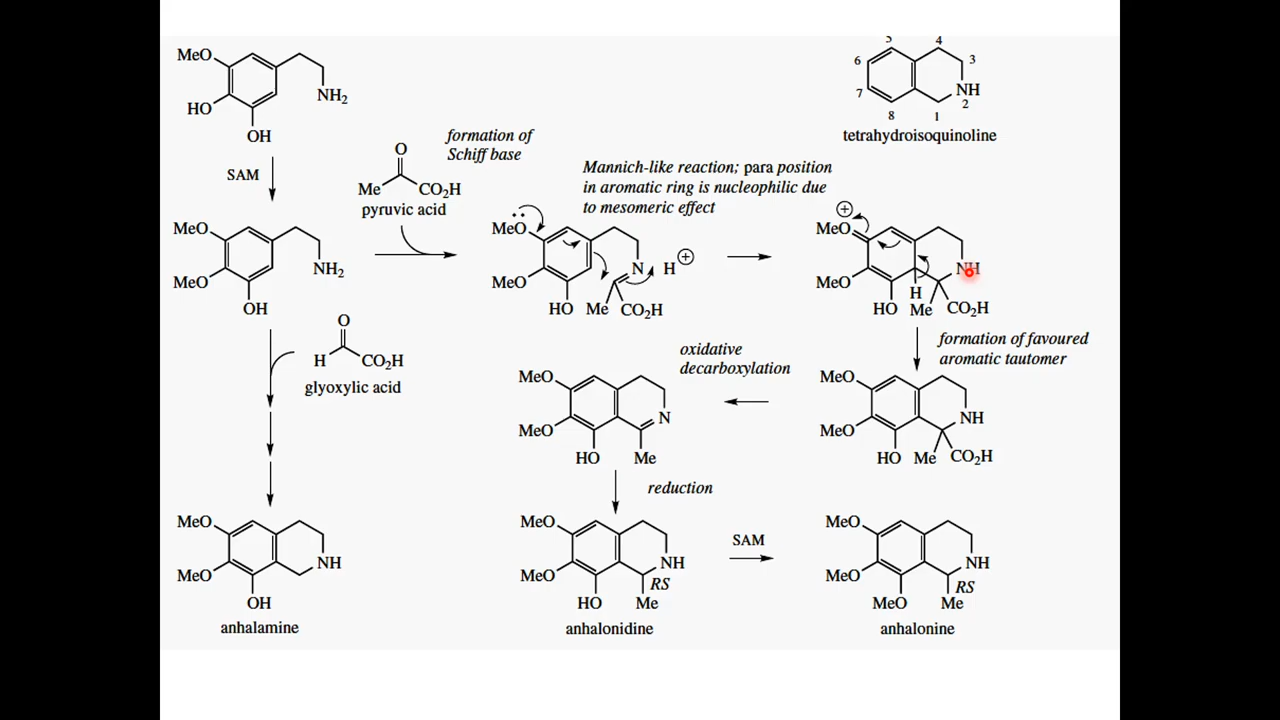 MeO
HO
OH
NH2
5
4
6
3
7
NH
2
8
1
tetrahydroisoquinoline
SAM
O
Me
CO2H
pyruvic acid
formation of
Schiff base
Mannich-like reaction; para position
in aromatic ring is nucleophilic due
to mesomeric effect
MeO
MeO
OH
NH2
MeO
MeO
HO
N
H
+
Me
CO2H
+
MeO
MeO
HO
H
Me
NH
CO2H
O
H
CO2H
glyoxylic acid
oxidative
decarboxylation
formation of favoured
aromatic tautomer
MeO
MeO
HO
N
Me
MeO
MeO
HO
Me
NH
CO2H
reduction
MeO
MeO
OH
NH
anhalamine
MeO
MeO
HO
NH
RS
Me
anhalonidine
SAM
MeO
MeO
MeO
NH
RS
Me
anhalonine